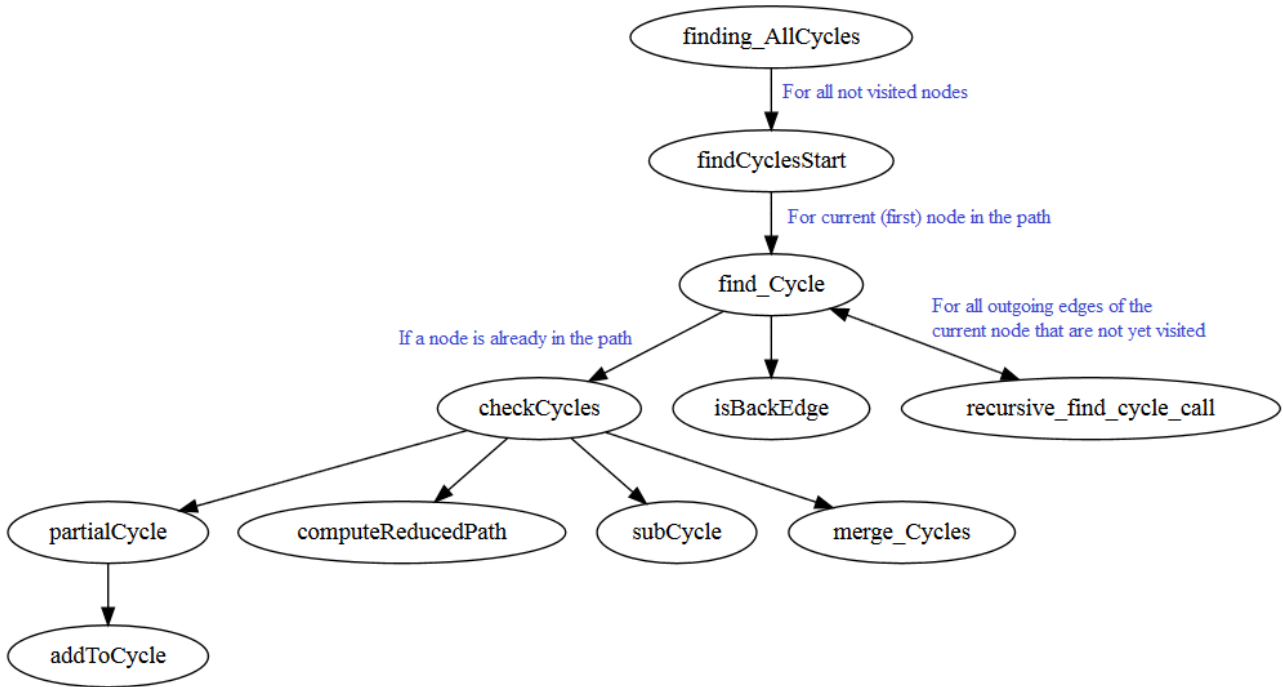 finding_AllCycles
For all not visited nodes
findCyclesStart
For current (first) node in the path
find_Cycle
For all outgoing edges of the
current node that are not yet visited
If a node is already in the path
checkCycles
isBackEdge
recursive_find_cycle_call
partialCycle
computeReducedPath
subCycle
merge_Cycles
addToCycle